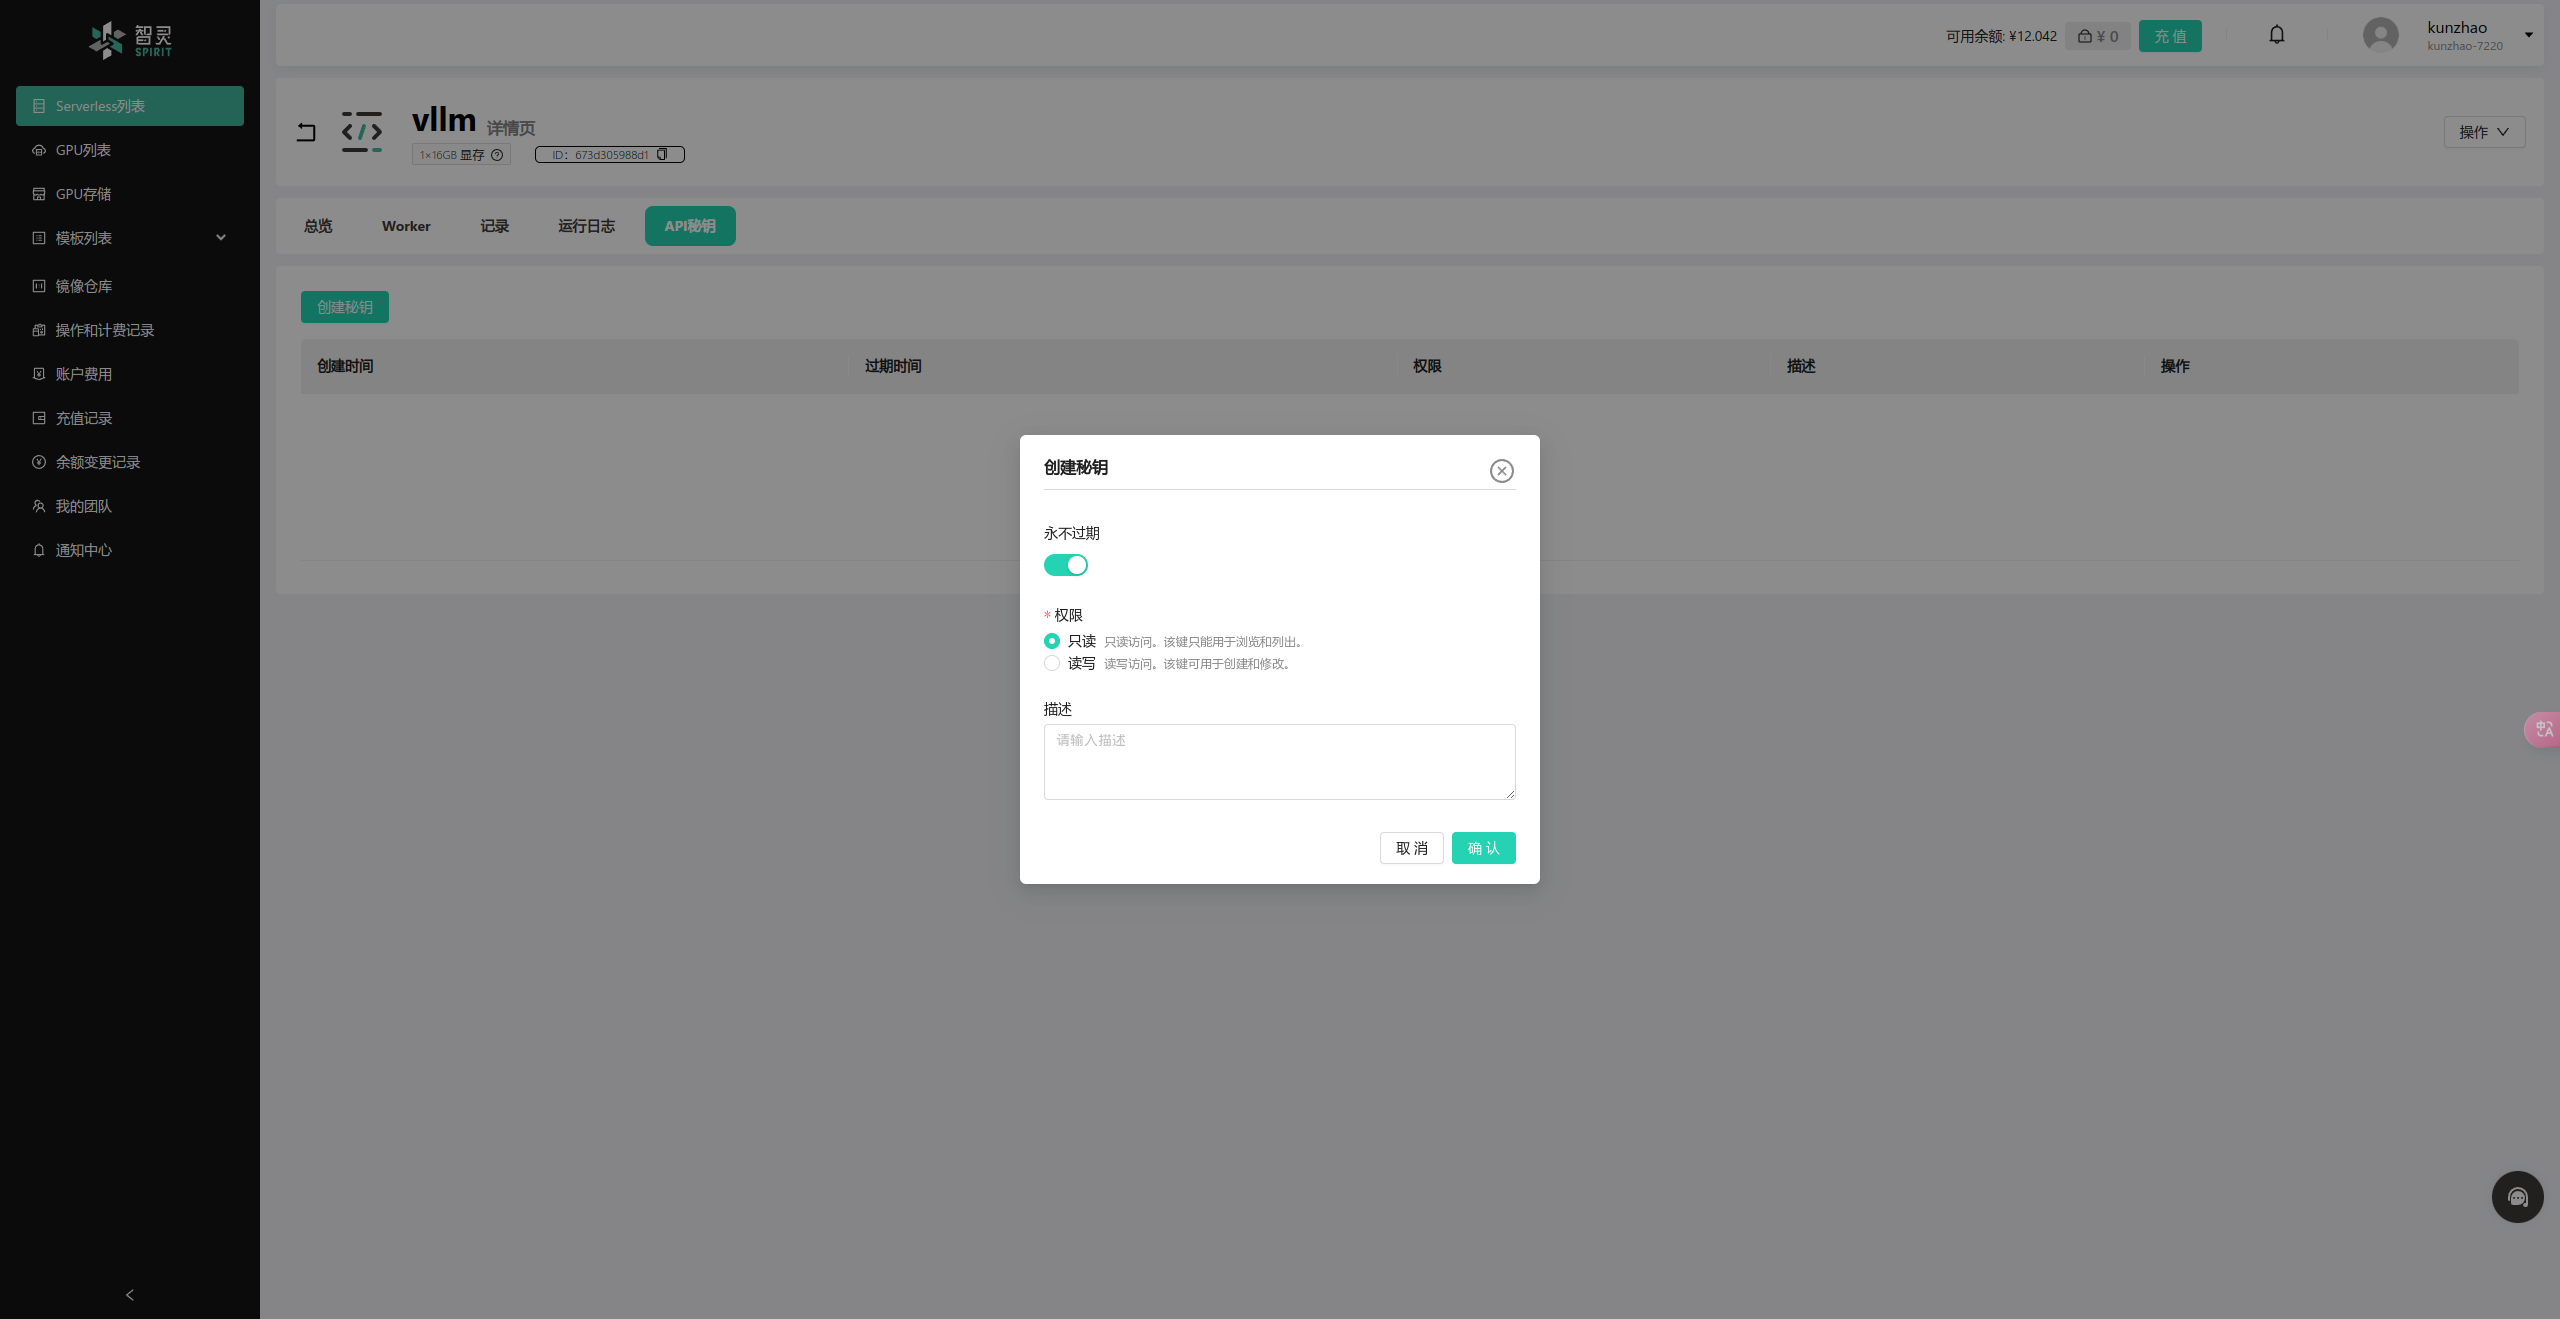 智灵
SPIRIT
Serverless列表
GPU列表
GPU存储
模板列表
镜像仓库
操作和计费记录
账户费用
充值记录
余额变更记录
我的团队
通知中心
可用余额: ¥12.042
¥ 0
充 值
kunzhao
kunzhao-7220
vllm 详情页
1×16GB 显存
ID：673d305988d1
操作
总览
Worker
记录
运行日志
API秘钥
创建秘钥
创建时间
过期时间
权限
描述
操作
创建秘钥
永不过期
* 权限
只读 只读访问。该键只能用于浏览和列出。
读写 读写访问。该键可用于创建和修改。
描述
请输入描述
取 消
确 认